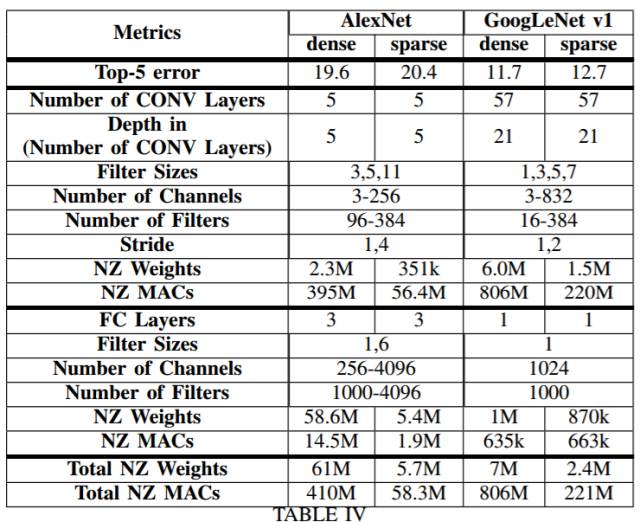 Metrics AlexNet GoogLeNet v1
dense sparse dense sparse
Top-5 error 19.6 20.4 11.7 12.7
Number of CONV Layers 5 5 57 57
Depth in
(Number of CONV Layers) 5 5 21 21
Filter Sizes 3,5,11 1,3,5,7
Number of Channels 3-256 3-832
Number of Filters 96-384 16-384
Stride 1,4 1,2
NZ Weights 2.3M 351k 6.0M 1.5M
NZ MACs 395M 56.4M 806M 220M
FC Layers 3 3 1 1
Filter Sizes 1,6 1
Number of Channels 256-4096 1024
Number of Filters 1000-4096 1000
NZ Weights 58.6M 5.4M 1M 870k
NZ MACs 14.5M 1.9M 635k 663k
Total NZ Weights 61M 5.7M 7M 2.4M
Total NZ MACs 410M 58.3M 806M 221M
TABLE IV